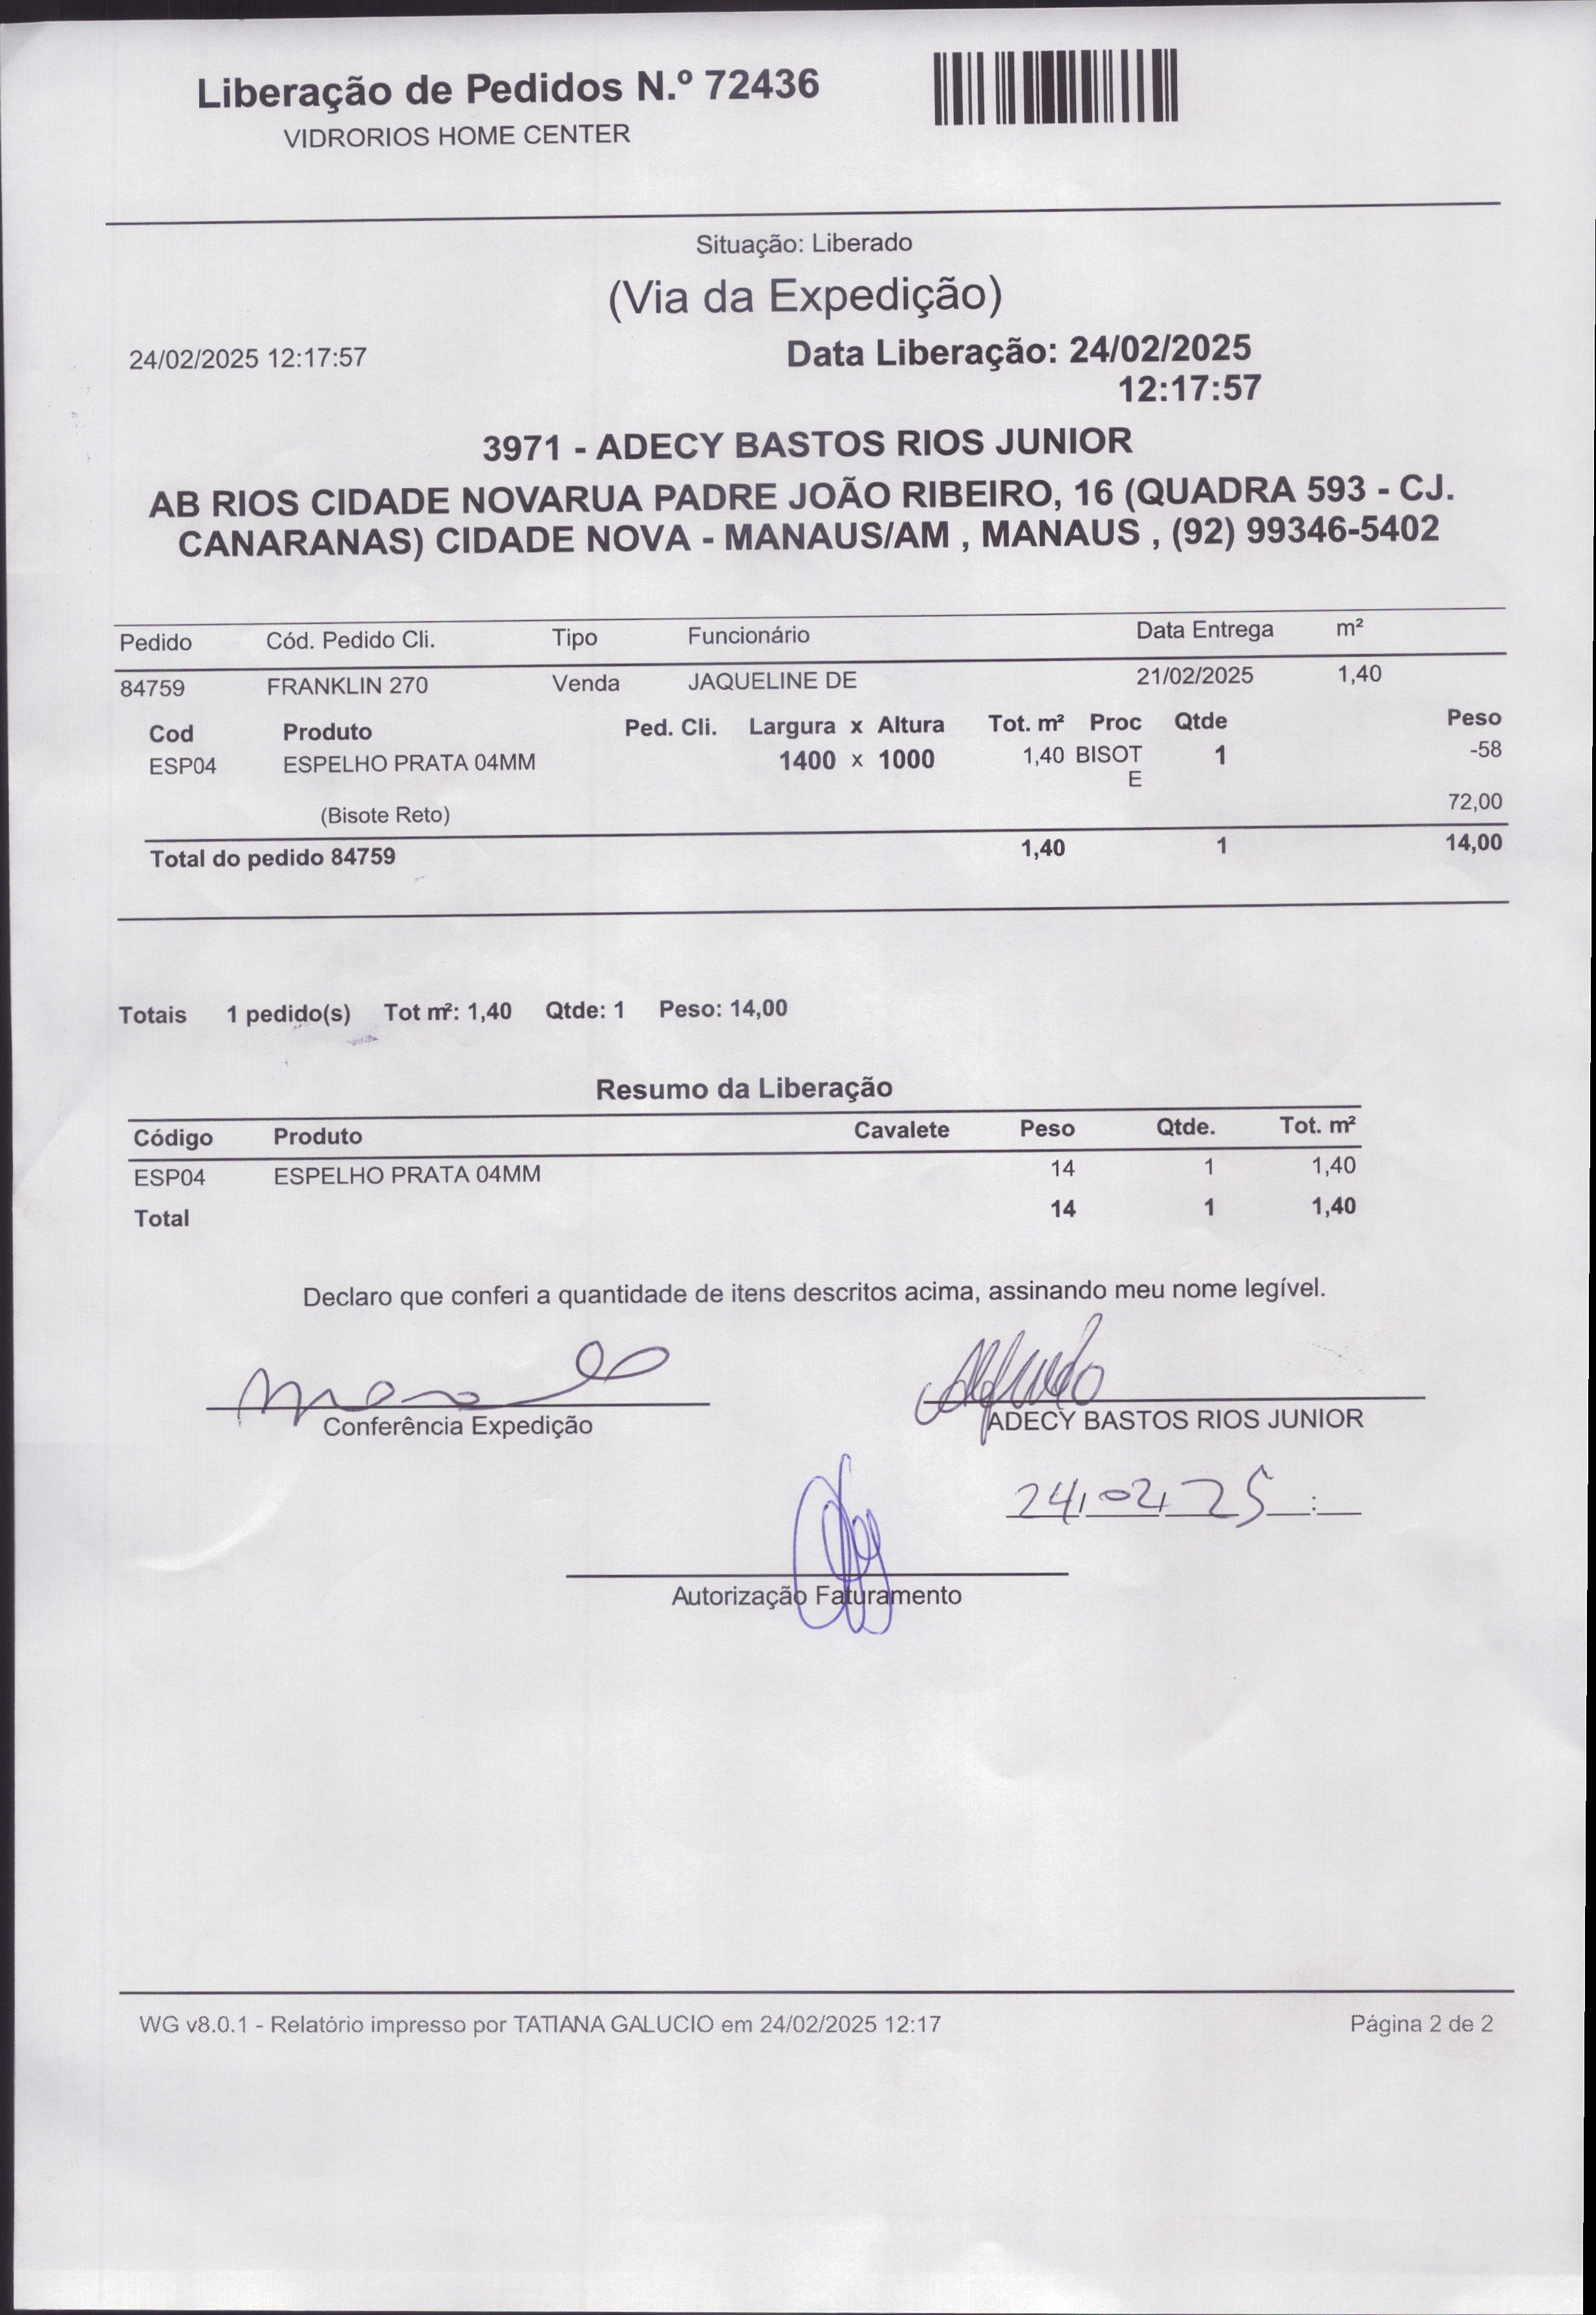 Liberação de Pedidos N.º 72436
VIDRORIOS HOME CENTER
Situação: Liberado
(Via da Expedição)
24/02/2025 12:17:57 Data Liberação: 24/02/2025
12:17:57
3971 - ADECY BASTOS RIOS JUNIOR
AB RIOS CIDADE NOVARUA PADRE JOÃO RIBEIRO, 16 (QUADRA 593 - CJ.
CANARANAS) CIDADE NOVA - MANAUS/AM , MANAUS , (92) 99346-5402
Pedido Cód. Pedido Cli. Tipo Funcionário Data Entrega m²
84759 FRANKLIN 270 Venda JAQUELINE DE 21/02/2025 1,40
Cod Produto Ped. Cli. Largura x Altura Tot. m² Proc Qtde Peso
ESP04 ESPELHO PRATA 04MM 1400 x 1000 1,40 BISOT 1 -58
E
(Bisote Reto) 72,00
Total do pedido 84759 1,40 1 14,00
Totais 1 pedido(s) Tot m²: 1,40 Qtde: 1 Peso: 14,00
Resumo da Liberação
Código Produto Cavalete Peso Qtde. Tot. m²
ESP04 ESPELHO PRATA 04MM 14 1 1,40
Total 14 1 1,40
Declaro que conferi a quantidade de itens descritos acima, assinando meu nome legível.
Conferência Expedição ADECY BASTOS RIOS JUNIOR
24/02/25 :
Autorização Faturamento
WG v8.0.1 - Relatório impresso por TATIANA GALUCIO em 24/02/2025 12:17 Página 2 de 2